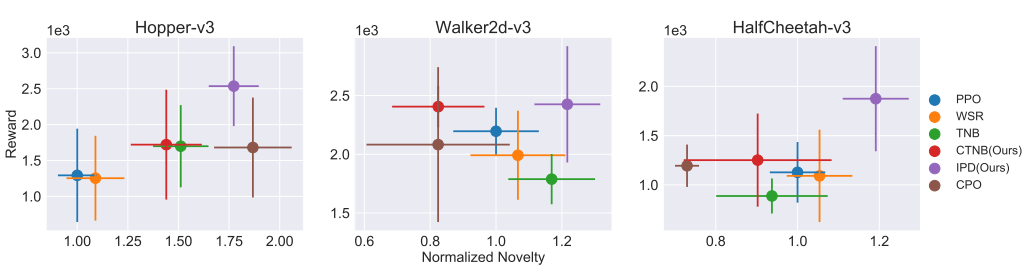 Hopper-v3
1e3
Reward
3.0
2.5
2.0
1.5
1.0
1.00 1.25 1.50 1.75 2.00
Walker2d-v3
1e3
2.5
2.0
1.5
0.6 0.8 1.0 1.2
Normalized Novelty
HalfCheetah-v3
1e3
2.0
1.5
1.0
0.8 1.0 1.2
PPO
WSR
TNB
CTNB(Ours)
IPD(Ours)
CPO